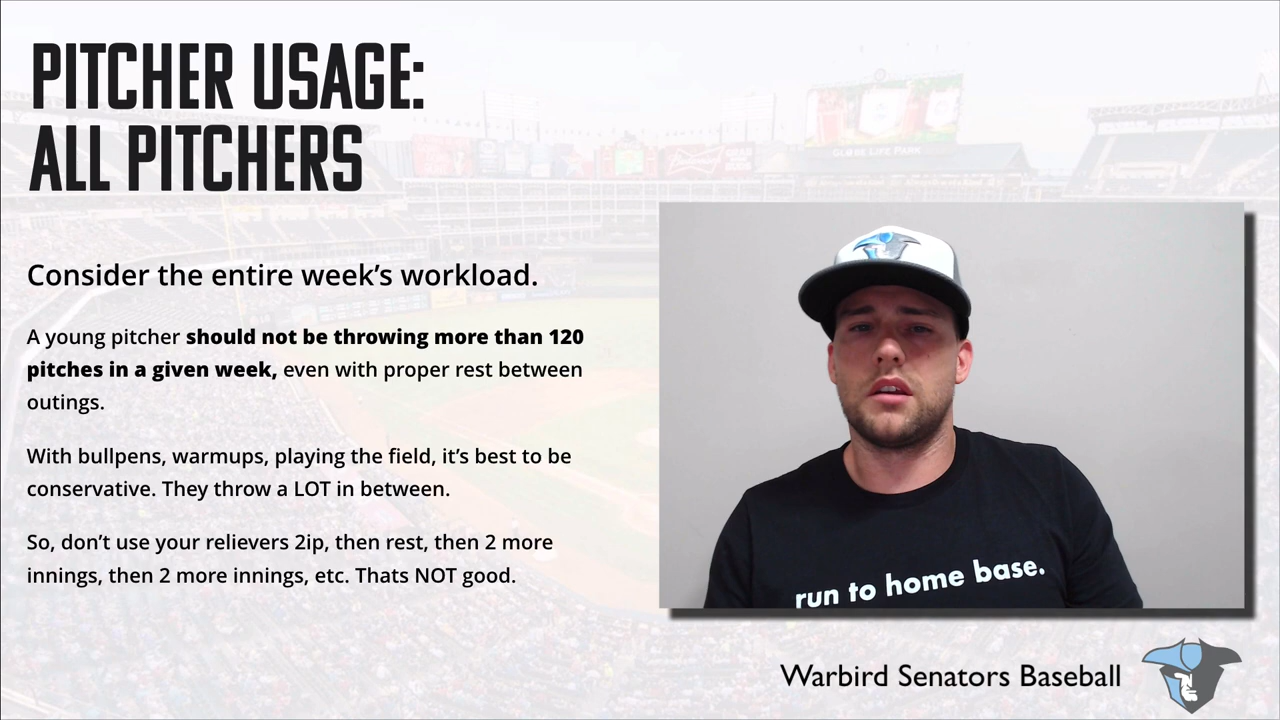 PITCHER USAGE:
ALL PITCHERS
Consider the entire week's workload.
A young pitcher should not be throwing more than 120
pitches in a given week, even with proper rest between
outings.
With bullpens, warmups, playing the field, it's best to be
conservative. They throw a LOT in between.
So, don't use your relievers 2ip, then rest, then 2 more
innings, then 2 more innings, etc. Thats NOT good.
GLOBE LIFE PARK
run to home base.
Warbird Senators Baseball